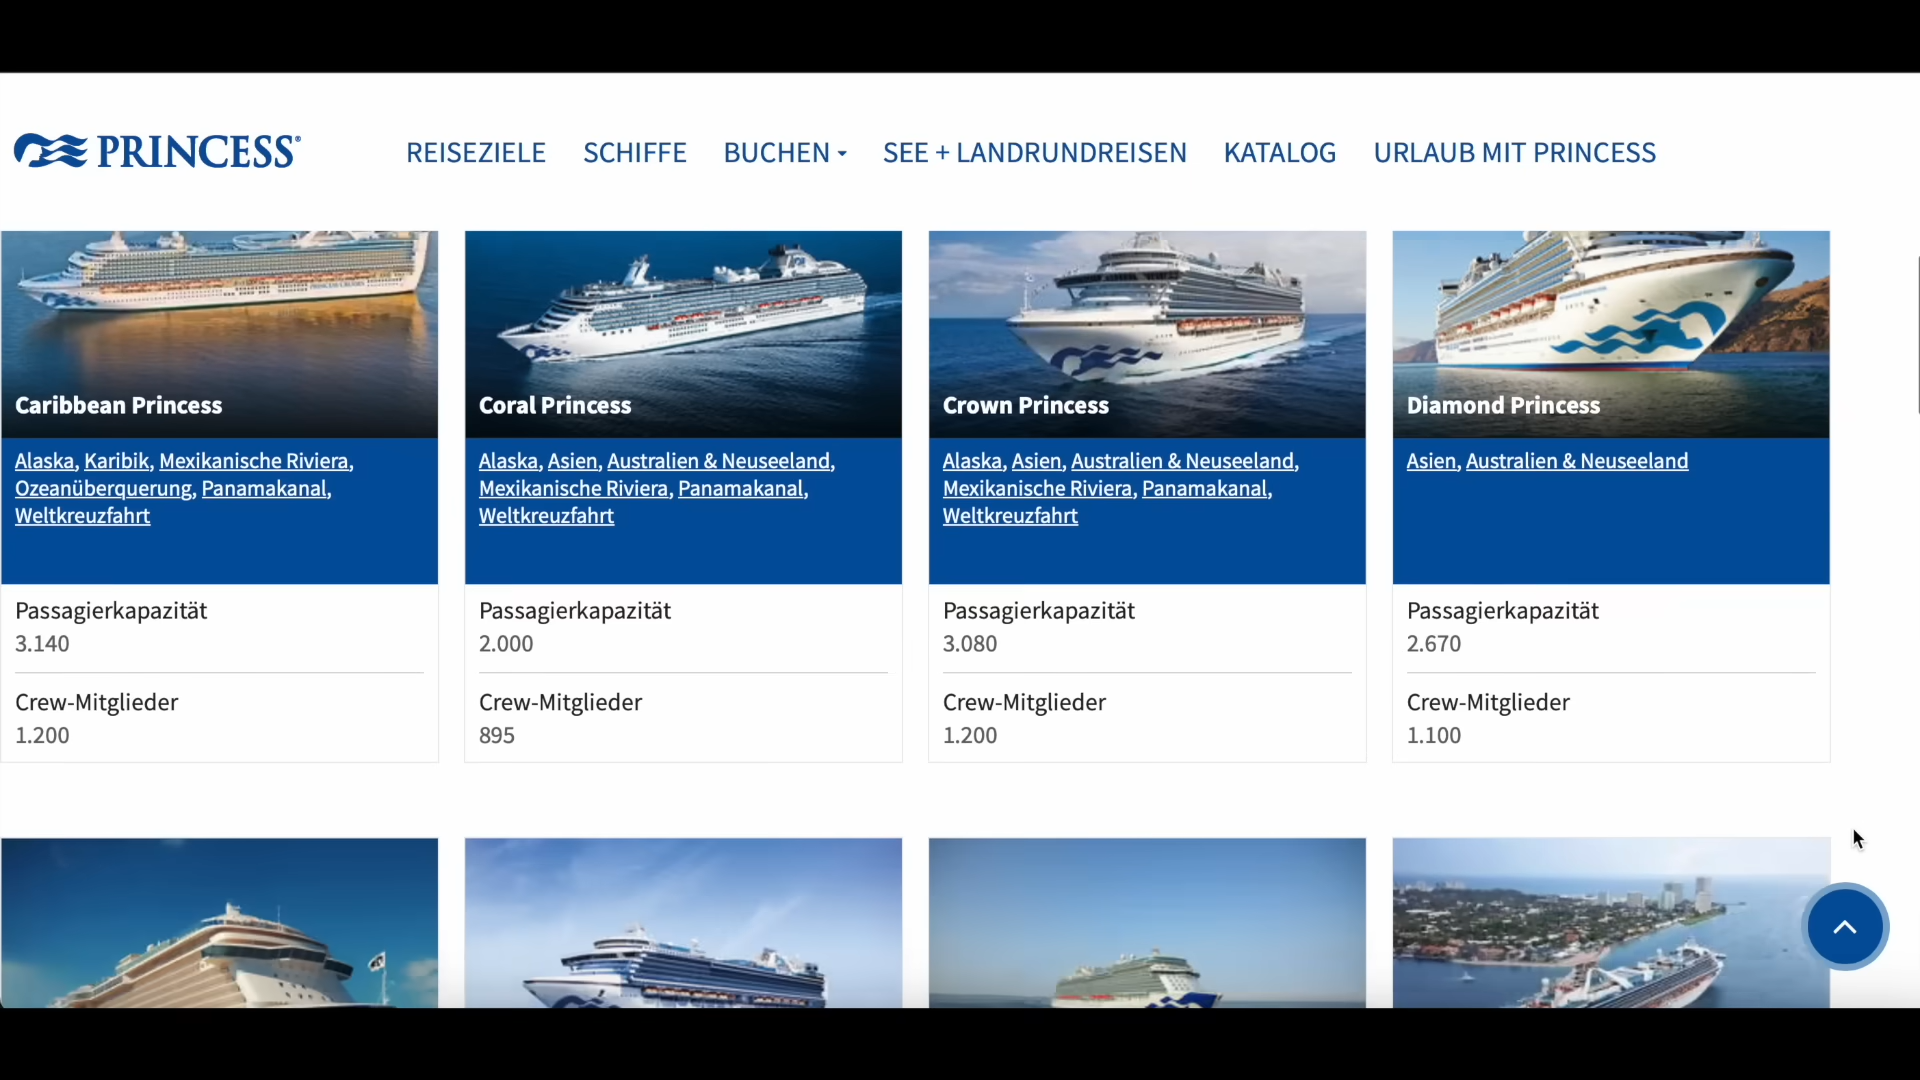 PRINCESS®
REISEZIELE SCHIFFE BUCHEN SEE + LANDRUNDREISEN KATALOG URLAUB MIT PRINCESS
Caribbean Princess
Alaska, Karibik, Mexikanische Riviera,
Ozeanüberquerung, Panamakanal,
Weltkreuzfahrt
Passagierkapazität
3.140
Crew-Mitglieder
1.200
Coral Princess
Alaska, Asien, Australien & Neuseeland,
Mexikanische Riviera, Panamakanal,
Weltkreuzfahrt
Passagierkapazität
2.000
Crew-Mitglieder
895
Crown Princess
Alaska, Asien, Australien & Neuseeland,
Mexikanische Riviera, Panamakanal,
Weltkreuzfahrt
Passagierkapazität
3.080
Crew-Mitglieder
1.200
Diamond Princess
Asien, Australien & Neuseeland
Passagierkapazität
2.670
Crew-Mitglieder
1.100